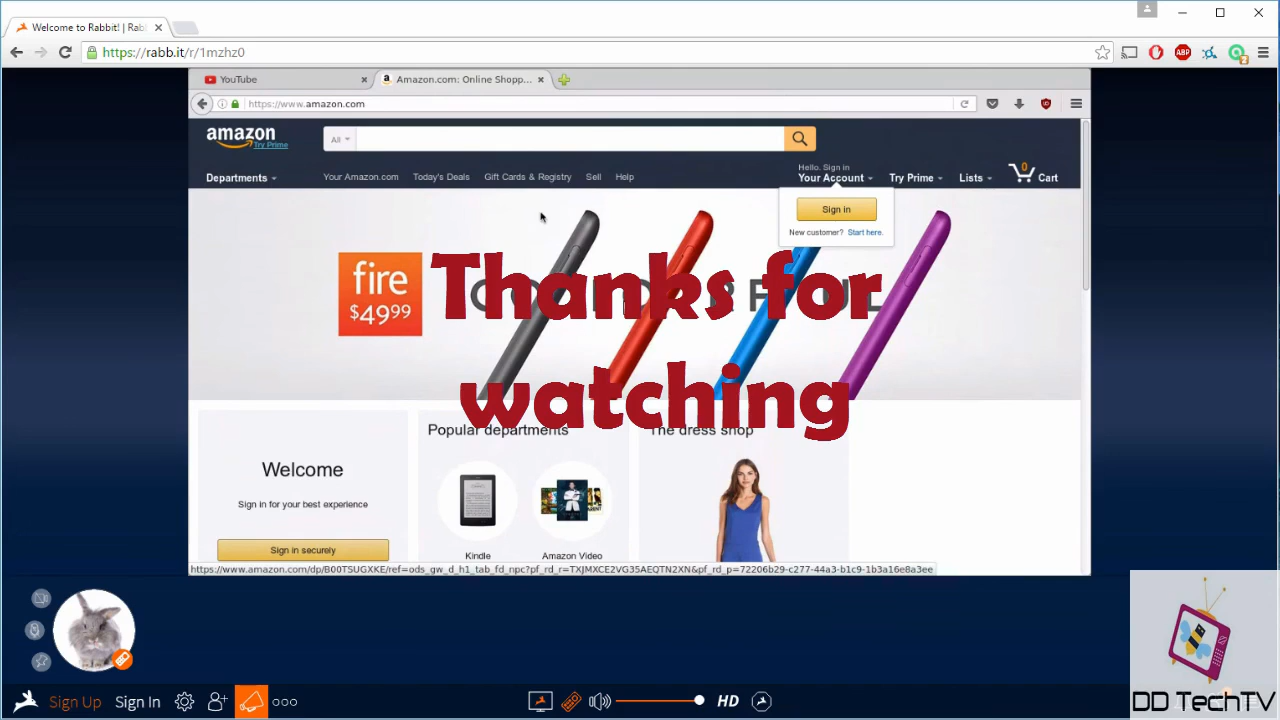 Welcome to Rabbit! | Rabl
https://rabb.it/r/1mzhz0
ABP
2
YouTube
Amazon.com: Online Shopp...
https://www.amazon.com
amazon
Try Prime
All
Departments
Your Amazon.com
Today's Deals
Gift Cards & Registry
Sell
Help
Hello. Sign in
Your Account
Try Prime
Lists
0
Cart
Sign in
New customer? Start here.
fire
$4999
Thanks for
watching
Welcome
Sign in for your best experience
Sign in securely
Popular departments
Kindle
Amazon Video
The dress shop
https://www.amazon.com/dp/B00TSUGXKE/ref=ods_gw_d_h1_tab_fd_npc?pf_rd_r=TXJMXCE2VG35AEQTN2XN&pf_rd_p=72206b29-c277-44a3-b1c9-1b3a16e8a3ee
Sign Up
Sign In
HD
DD TechTV